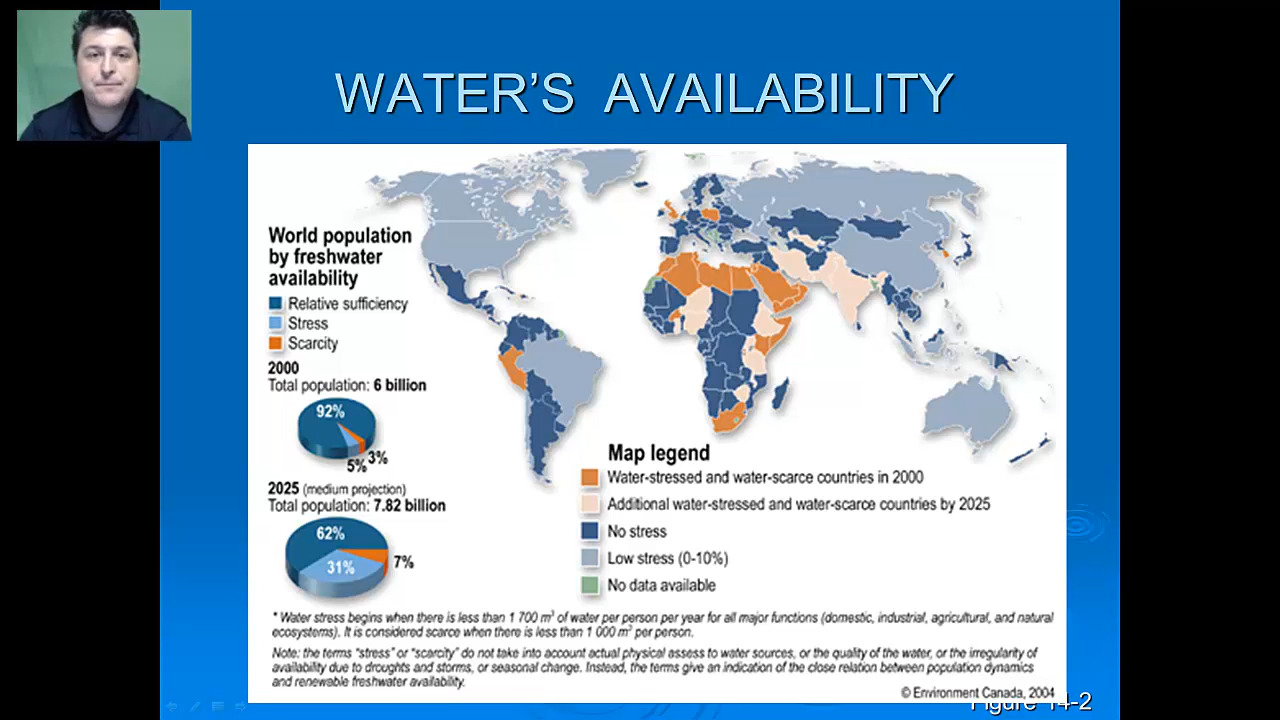 WATER'S AVAILABILITY
World population
by freshwater
availability
Relative sufficiency
Stress
Scarcity
2000
Total population: 6 billion
92%
3%
5%
2025 (medium projection)
Total population: 7.82 billion
62%
7%
31%
Map legend
Water-stressed and water-scarce countries in 2000
Additional water-stressed and water-scarce countries by 2025
No stress
Low stress (0-10%)
No data available
* Water stress begins when there is less than 1 700 m³ of water per person per year for all major functions (domestic, industrial, agricultural, and natural
ecosystems). It is considered scarce when there is less than 1 000 m³ per person.
Note: the terms "stress" or "scarcity" do not take into account actual physical assess to water sources, or the quality of the water, or the irregularity of
availability due to droughts and storms, or seasonal change. Instead, the terms give an indication of the close relation between population dynamics
and renewable freshwater availability.
© Environment Canada, 2004
Figure 14-2